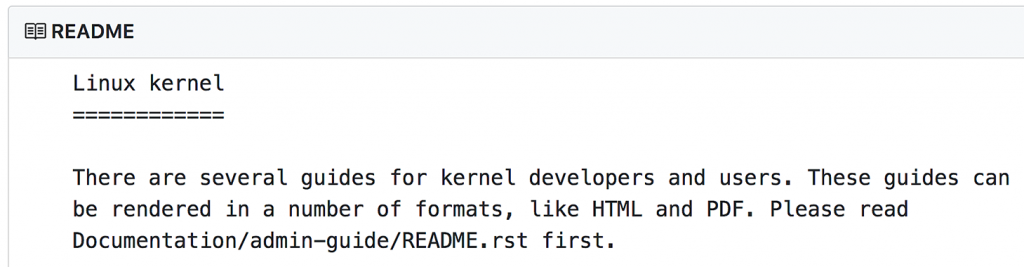 README
Linux kernel
============
There are several guides for kernel developers and users. These guides can
be rendered in a number of formats, like HTML and PDF. Please read
Documentation/admin-guide/README.rst first.